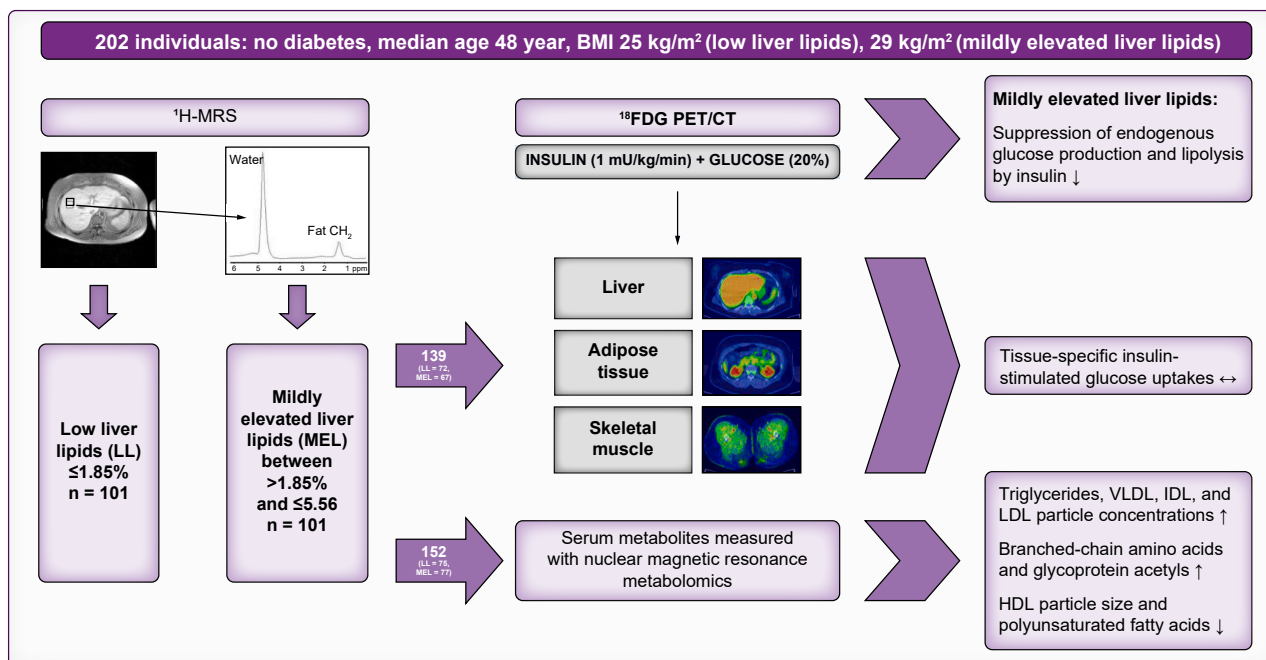 202 individuals: no diabetes, median age 48 year, BMI 25 kg/m² (low liver lipids), 29 kg/m² (mildly elevated liver lipids)
¹H-MRS
Water
Fat CH₂
6 5 4 3 2 1 ppm
Low liver
lipids (LL)
≤1.85%
n = 101
Mildly
elevated liver
lipids (MEL)
between
>1.85%
and ≤5.56
n = 101
139
(LL = 72,
MEL = 67)
152
(LL = 75,
MEL = 77)
¹⁸FDG PET/CT
INSULIN (1 mU/kg/min) + GLUCOSE (20%)
Liver
Adipose
tissue
Skeletal
muscle
Serum metabolites measured
with nuclear magnetic resonance
metabolomics
Mildly elevated liver lipids:
Suppression of endogenous
glucose production and lipolysis
by insulin ↓
Tissue-specific insulin-
stimulated glucose uptakes ↔
Triglycerides, VLDL, IDL, and
LDL particle concentrations ↑
Branched-chain amino acids
and glycoprotein acetyls ↑
HDL particle size and
polyunsaturated fatty acids ↓